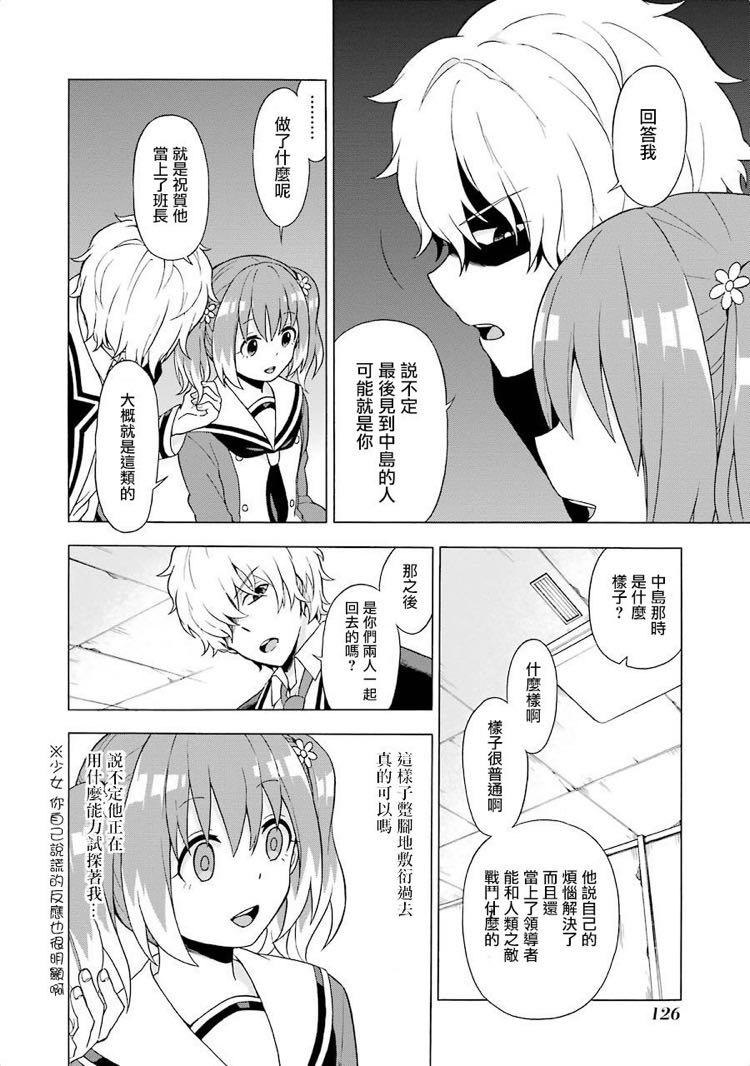 回答我
說不定
最後見到中島的人
可能就是你
………
做了什麼呢
就是祝賀他
當上了班長
大概就是這類的
中島那時
是什麼
樣子？
什麼樣啊
樣子很普通啊
他說自己的
煩惱解決了
而且還
當上了領導者
能和人類之敵
戰鬥什麼的
那之後
是你們兩人一起
回去的嗎？
這樣子蹩腳地敷衍過去
真的可以嗎
說不定他正在
用什麼能力試探著我…
※少女 你自己說謊的反應也很明顯啊
126